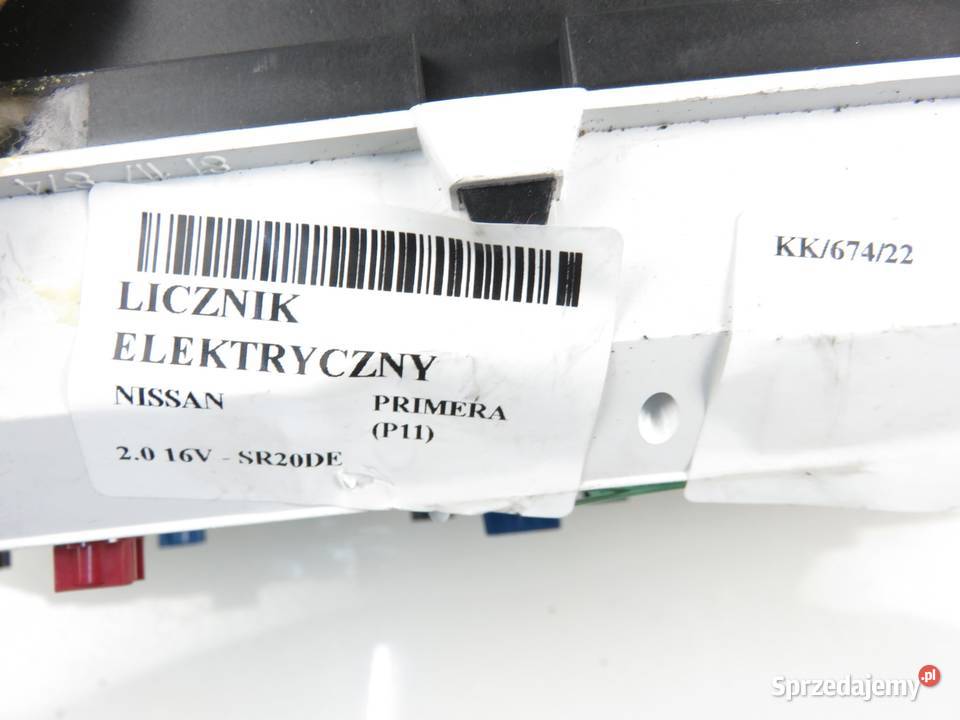 LICZNIK
ELEKTRYCZNY
NISSAN PRIMERA
(P11)
2.0 16V - SR20DE
KK/674/22
Sprzedajemy.pl